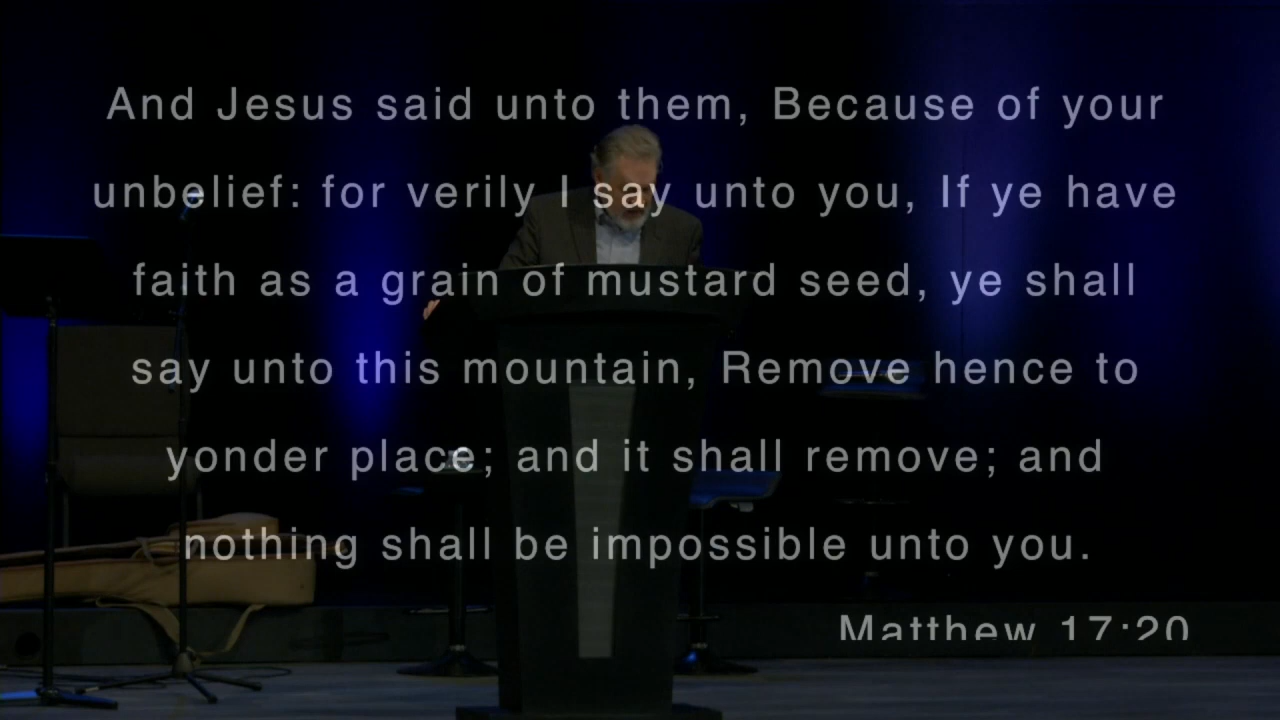 And Jesus said unto them, Because of your
unbelief: for verily I say unto you, If ye have
faith as a grain of mustard seed, ye shall
say unto this mountain, Remove hence to
yonder place; and it shall remove; and
nothing shall be impossible unto you.
Matthew 17:20